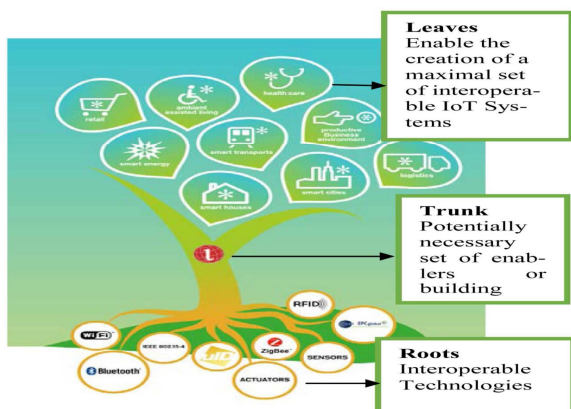 Leaves
Enable the
creation of a
maximal set
of interopera-
ble IoT Sys-
tems
health care
ambient
assisted living
retail
productive
Business
environment
smart transports
smart energy
logistics
smart cities
smart houses
Trunk
Potentially
necessary
set of enab-
lers or
building
RFID
WiFi
IEEE 802.15-4
uID
ZigBee
SENSORS
Bluetooth
ACTUATORS
Roots
Interoperable
Technologies